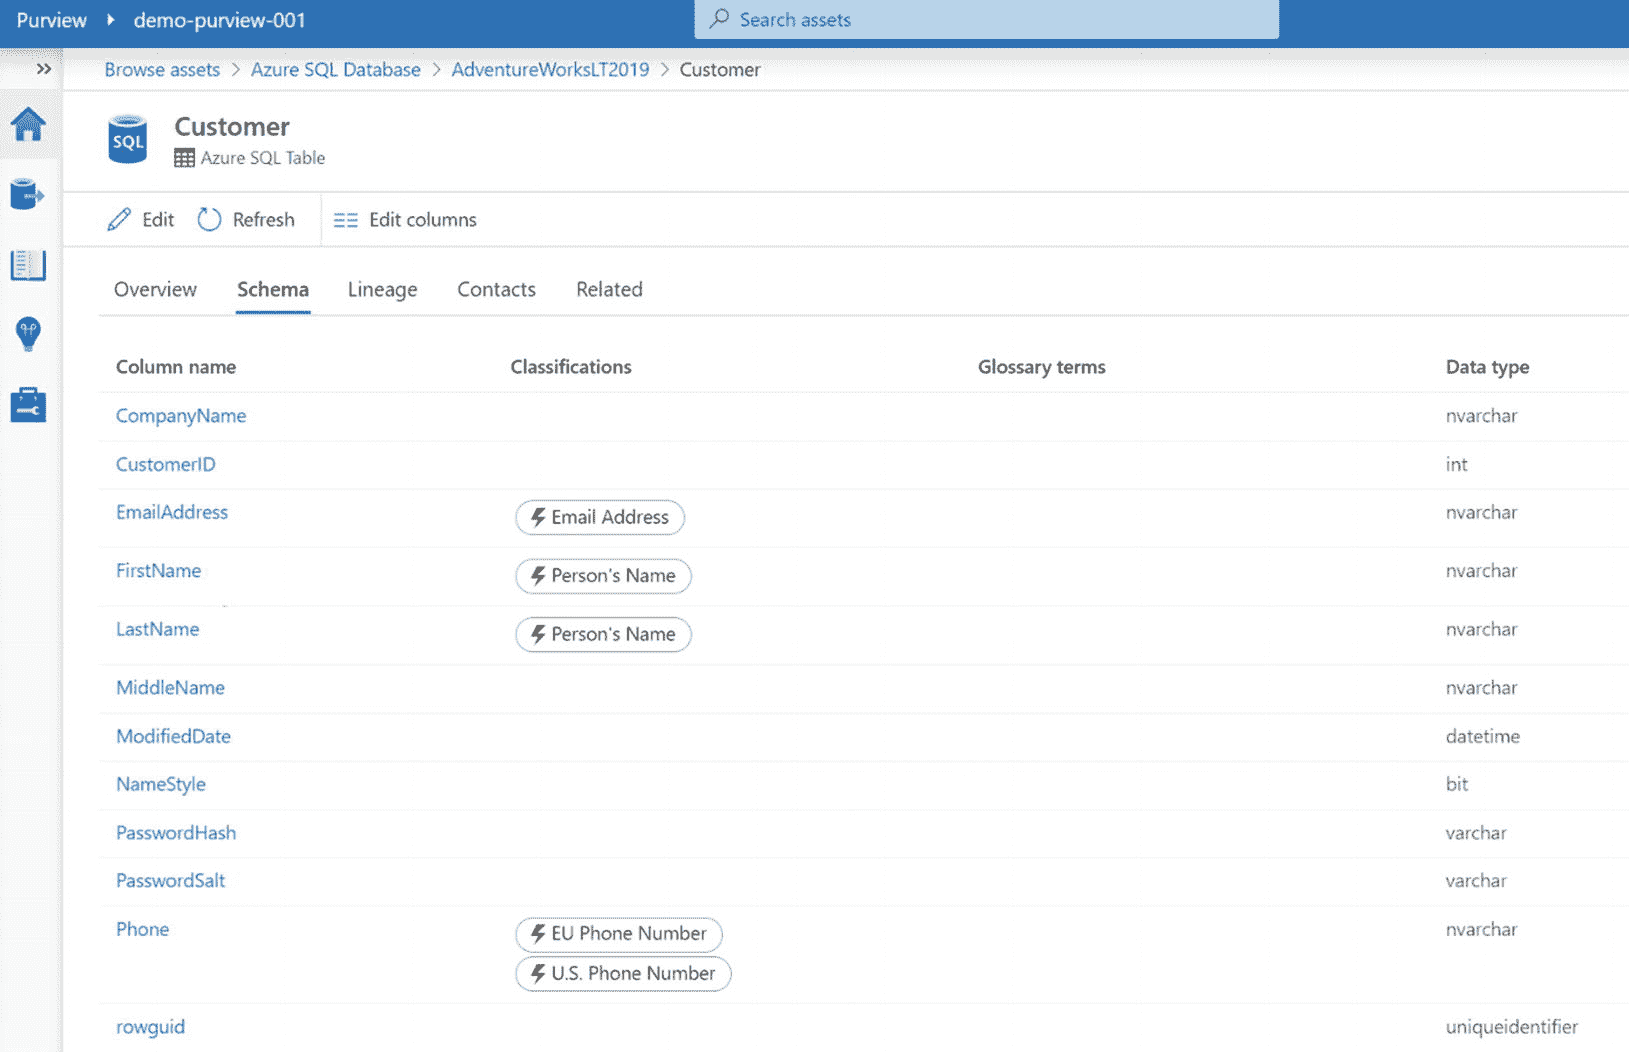 Purview demo-purview-001 Search assets
Browse assets > Azure SQL Database > AdventureWorksLT2019 > Customer
SQL
Customer
Azure SQL Table
Edit Refresh Edit columns
Overview Schema Lineage Contacts Related
Column name Classifications Glossary terms Data type
CompanyName nvarchar
CustomerID int
EmailAddress Email Address nvarchar
FirstName Person's Name nvarchar
LastName Person's Name nvarchar
MiddleName nvarchar
ModifiedDate datetime
NameStyle bit
PasswordHash varchar
PasswordSalt varchar
Phone EU Phone Number nvarchar
U.S. Phone Number
rowguid uniqueidentifier